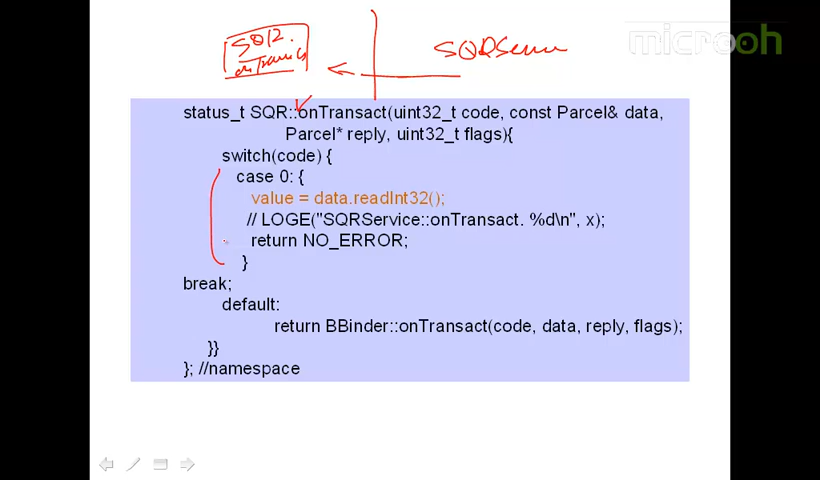 SQR.
onTransact
SQRService
microoh
status_t SQR::onTransact(uint32_t code, const Parcel& data,
Parcel* reply, uint32_t flags){
switch(code) {
case 0: {
value = data.readInt32();
// LOGE("SQRService::onTransact. %d\n", x);
return NO_ERROR;
}
break;
default:
return BBinder::onTransact(code, data, reply, flags);
}}
}; //namespace